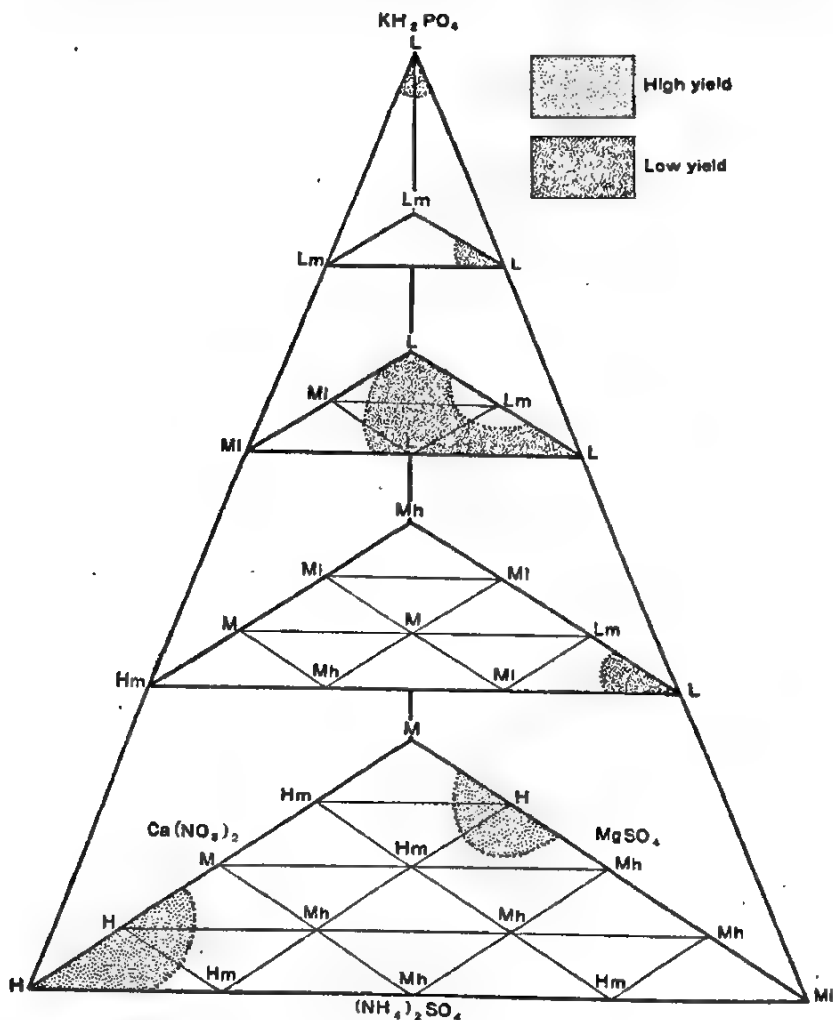 KH₂PO₄
L
High yield
Low yield
Lm
Lm L
L
Ml Lm
Ml L L
Mh
Ml Ml
M M Lm
Hm Mh Ml L
M
Hm H
Ca(NO₃)₂ MgSO₄
M Hm Mh
H Mh Mh Mh
H Hm Mh Hm Ml
(NH₄)₂SO₄